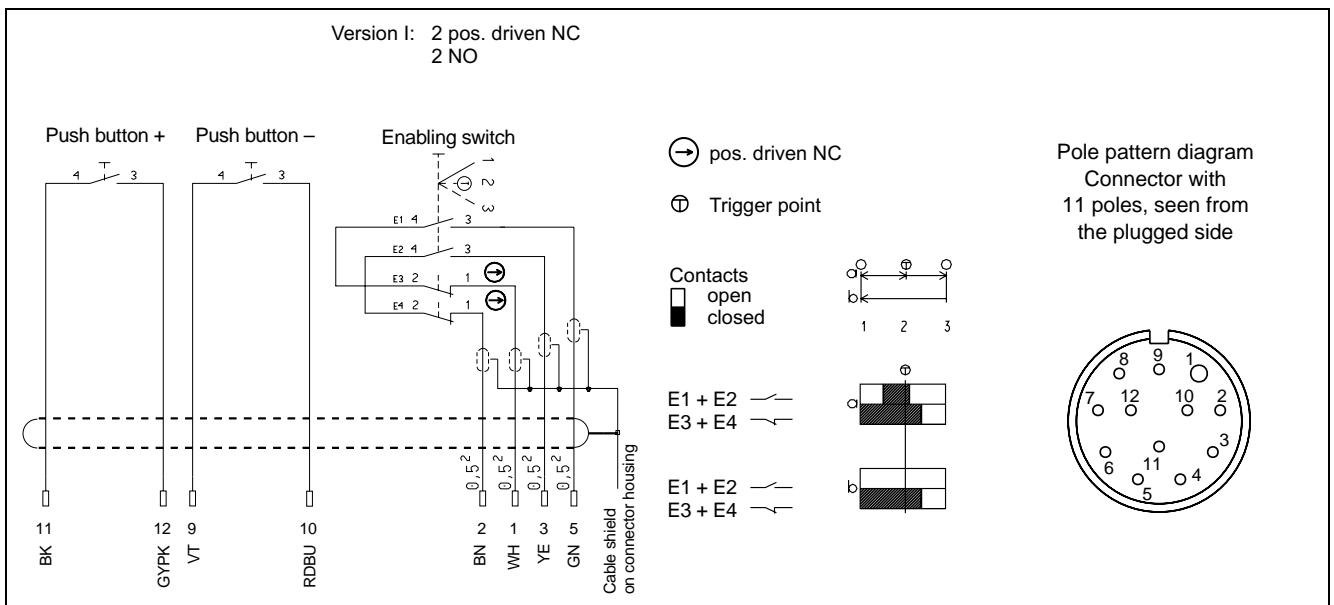 Version I: 2 pos. driven NC
2 NO
Push button +
Push button –
Enabling switch
4 3
4 3
1
2
3
E1 4 3
E2 4 3
E3 2 1
E4 2 1
0,5²
0,5²
0,5²
0,5²
11
12
9
10
2
1
3
5
BK
GYPK
VT
RDBU
BN
WH
YE
GN
Cable shield
on connector housing
pos. driven NC
T Trigger point
Contacts
open
closed
a
b
1 2 3
E1 + E2
E3 + E4
a
E1 + E2
E3 + E4
b
Pole pattern diagram
Connector with
11 poles, seen from
the plugged side
8 9 1
7 12 10 2
6 11 3
5 4